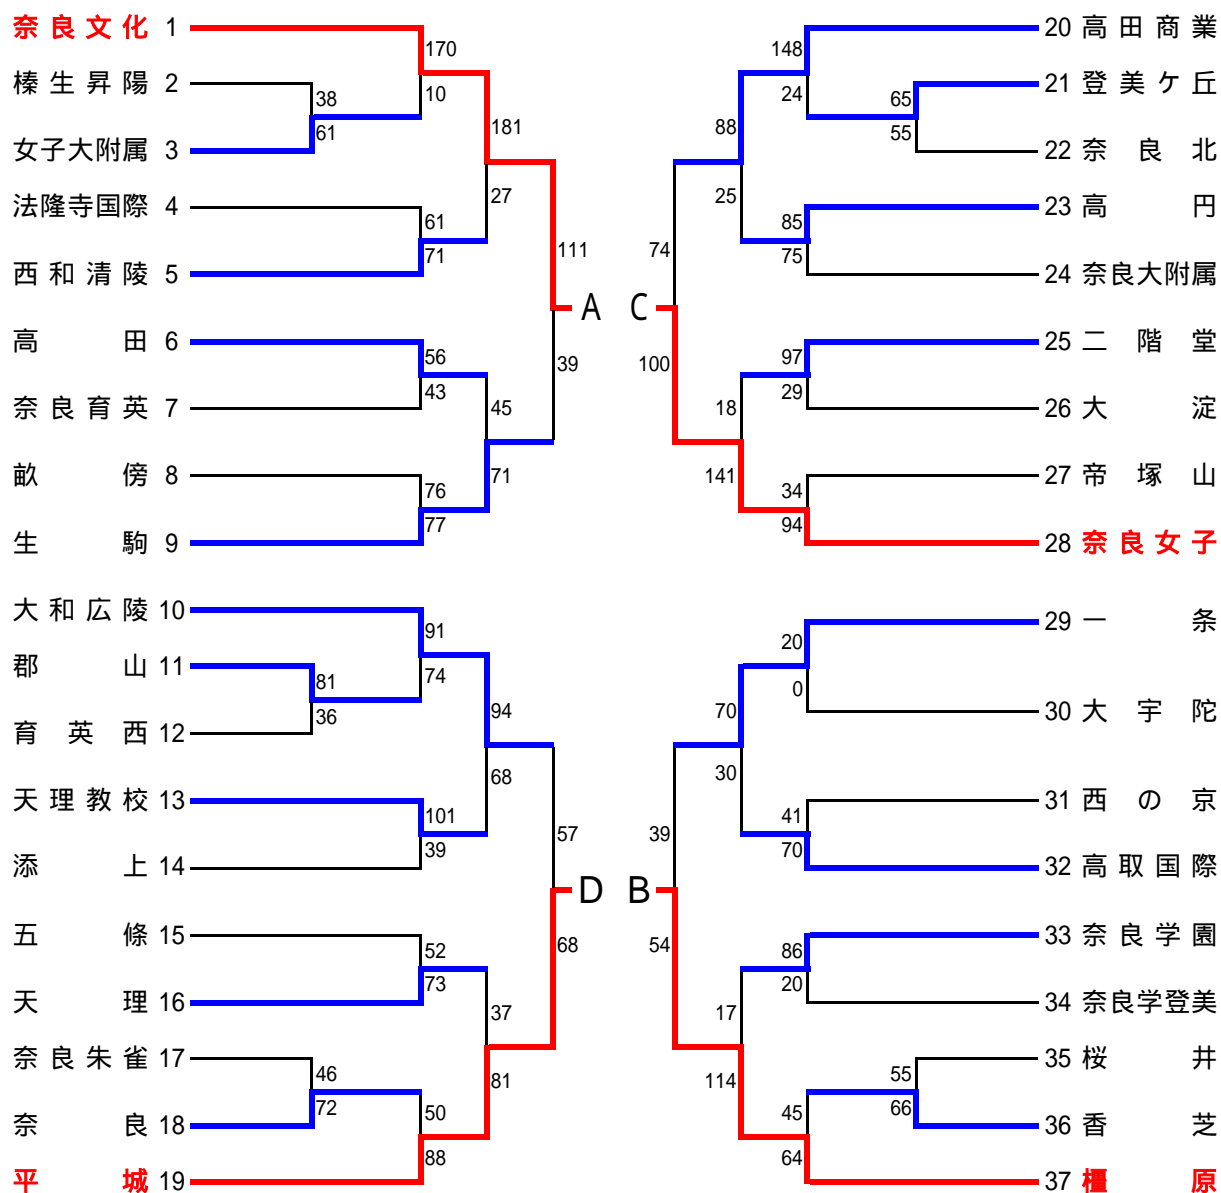 奈良文化 1
170
榛生昇陽 2
10
38
61
女子大附属 3
181
27
法隆寺国際 4
61
71
西和清陵 5
111
A
39
高田 6
56
43
奈良育英 7
45
71
畝傍 8
76
77
生駒 9
大和広陵 10
91
74
郡山 11
81
36
育英西 12
94
68
天理教校 13
101
39
添上 14
57
D
68
五條 15
52
73
天理 16
37
81
奈良朱雀 17
46
72
奈良 18
50
88
平城 19
20 高田商業
148
24
21 登美ケ丘
65
55
22 奈良北
88
25
23 高円
85
75
24 奈良大附属
74
C
100
25 二階堂
97
29
26 大淀
18
141
27 帝塚山
34
94
28 奈良女子
29 一条
20
0
30 大宇陀
70
30
31 西の京
41
70
32 高取国際
39
B
54
33 奈良学園
86
20
34 奈良学登美
17
114
35 桜井
55
66
36 香芝
45
64
37 橿原